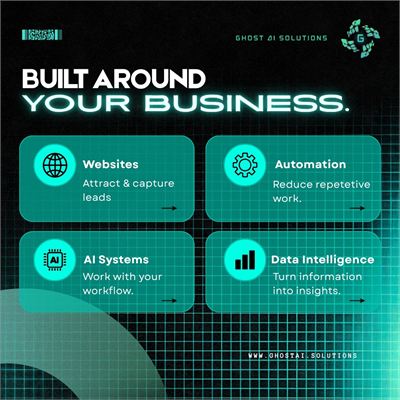 GHOST AI SOLUTIONS
G
BUILT AROUND
YOUR BUSINESS.
Websites
Attract & capture
leads
Automation
Reduce repetetive
work.
AI
AI Systems
Work with your
workflow.
Data Intelligence
Turn information
into insights.
WWW.GHOSTAI.SOLUTIONS